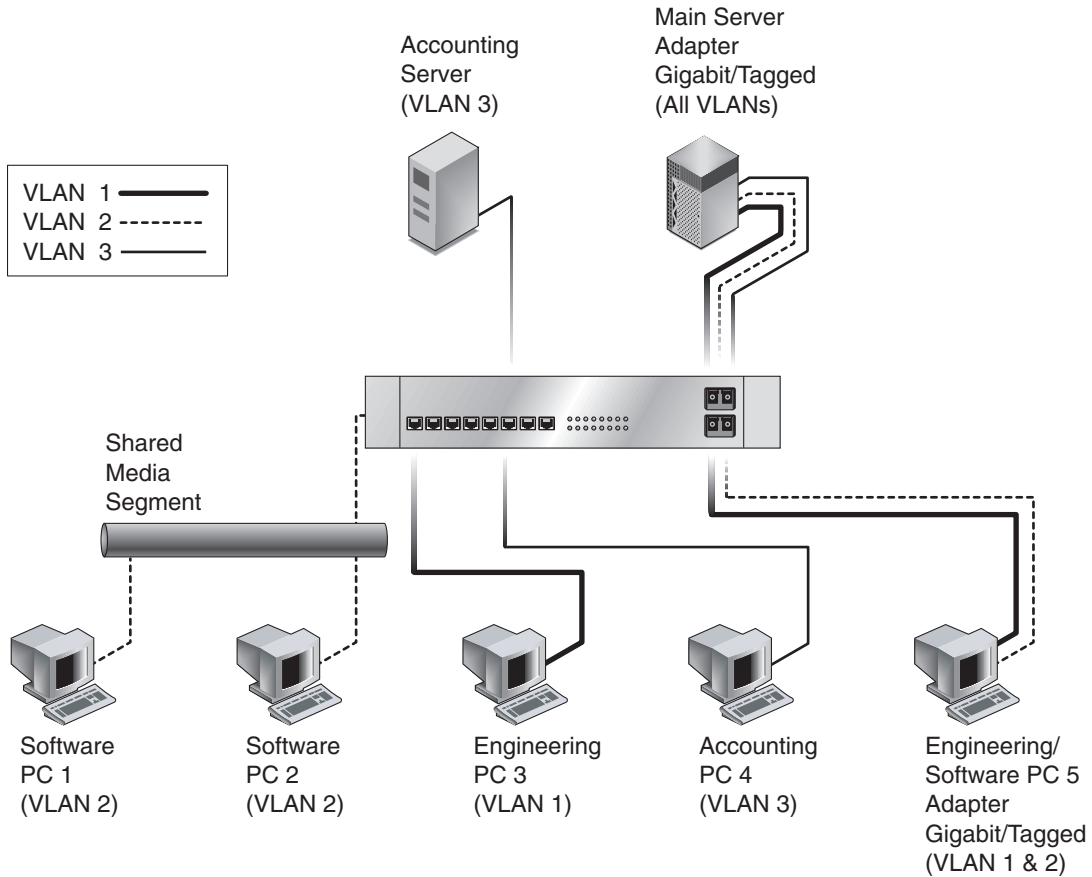 Accounting
Server
(VLAN 3)
Main Server
Adapter
Gigabit/Tagged
(All VLANs)
VLAN 1
VLAN 2
VLAN 3
Shared
Media
Segment
Software
PC 1
(VLAN 2)
Software
PC 2
(VLAN 2)
Engineering
PC 3
(VLAN 1)
Accounting
PC 4
(VLAN 3)
Engineering/
Software PC 5
Adapter
Gigabit/Tagged
(VLAN 1 & 2)